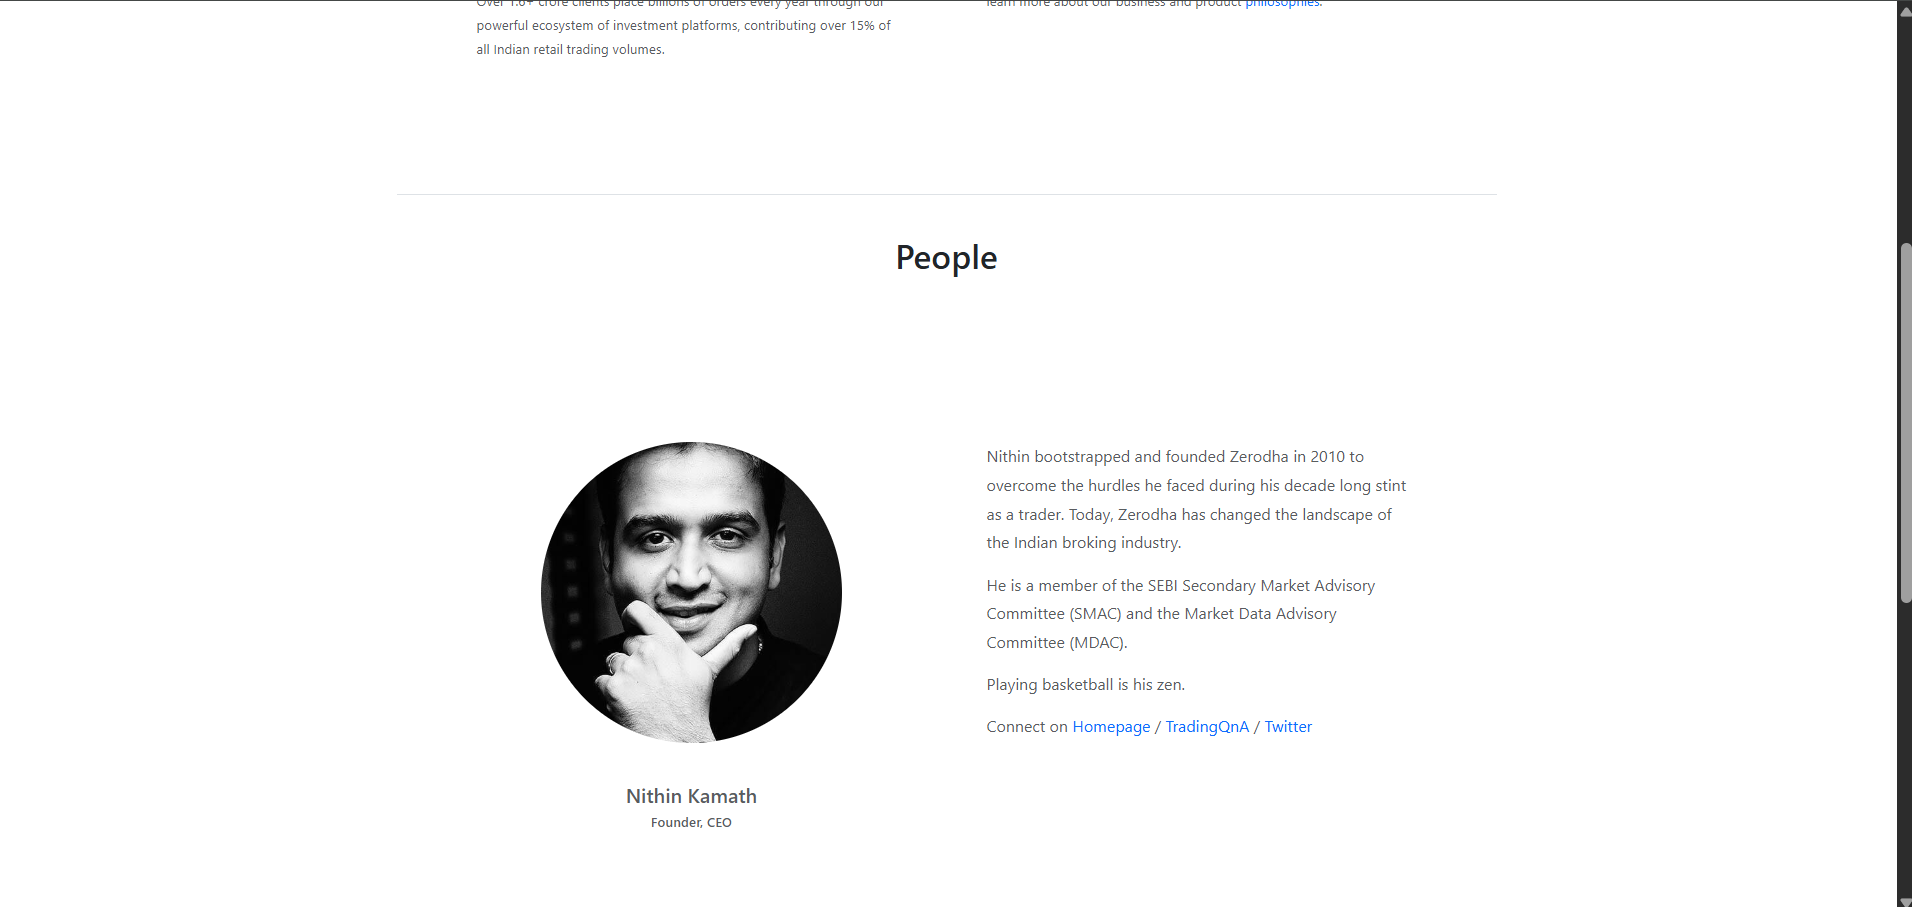 Over 1.6+ crore clients place billions of orders every year through our
powerful ecosystem of investment platforms, contributing over 15% of
all Indian retail trading volumes.
learn more about our business and product philosophies.
People
Nithin bootstrapped and founded Zerodha in 2010 to
overcome the hurdles he faced during his decade long stint
as a trader. Today, Zerodha has changed the landscape of
the Indian broking industry.
He is a member of the SEBI Secondary Market Advisory
Committee (SMAC) and the Market Data Advisory
Committee (MDAC).
Playing basketball is his zen.
Connect on Homepage / TradingQnA / Twitter
Nithin Kamath
Founder, CEO